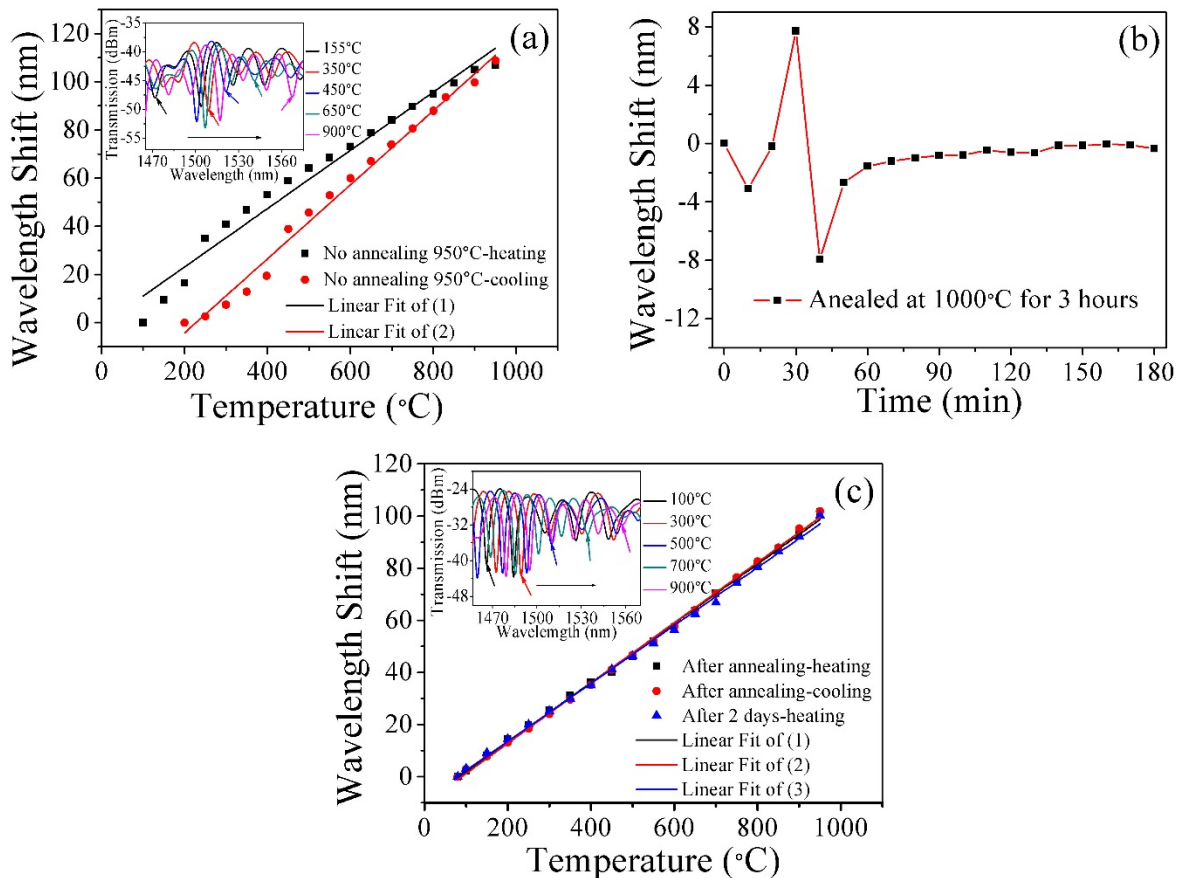 (a)
Wavelength Shift (nm)
120
100
80
60
40
20
0
0 200 400 600 800 1000
Temperature (°C)
Transmission (dBm)
-35
-40
-45
-50
-55
1470 1500 1530 1560
Wavelength (nm)
155°C
350°C
450°C
650°C
900°C
No annealing 950°C-heating
No annealing 950°C-cooling
Linear Fit of (1)
Linear Fit of (2)
(b)
Wavelength Shift (nm)
8
4
0
-4
-8
-12
0 30 60 90 120 150 180
Time (min)
Anealed at 1000°C for 3 hours
(c)
Wavelength Shift (nm)
120
100
80
60
40
20
0
0 200 400 600 800 1000
Temperature (°C)
Transmission (dBm)
-24
-32
-40
-48
1470 1500 1530 1560
Wavelength (nm)
100°C
300°C
500°C
700°C
900°C
After annealing-heating
After annealing-cooling
After 2 days-heating
Linear Fit of (1)
Linear Fit of (2)
Linear Fit of (3)